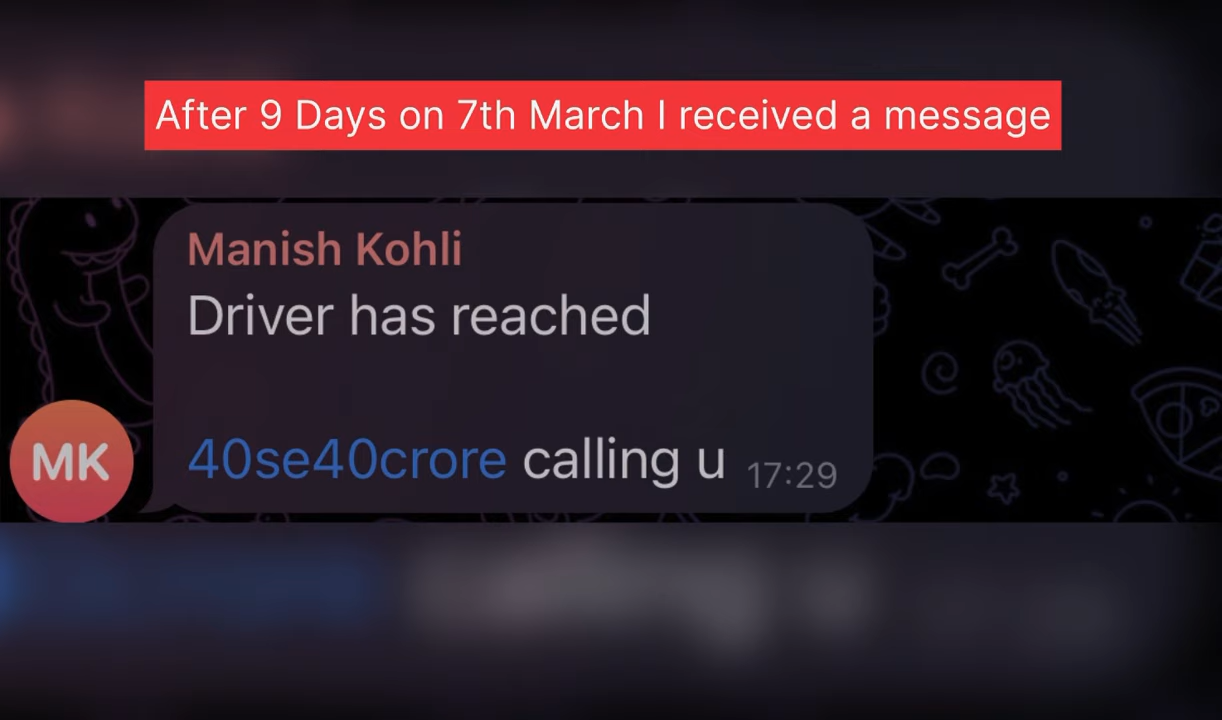 After 9 Days on 7th March I received a message
Manish Kohli
Driver has reached
40se40crore calling u 17:29
MK